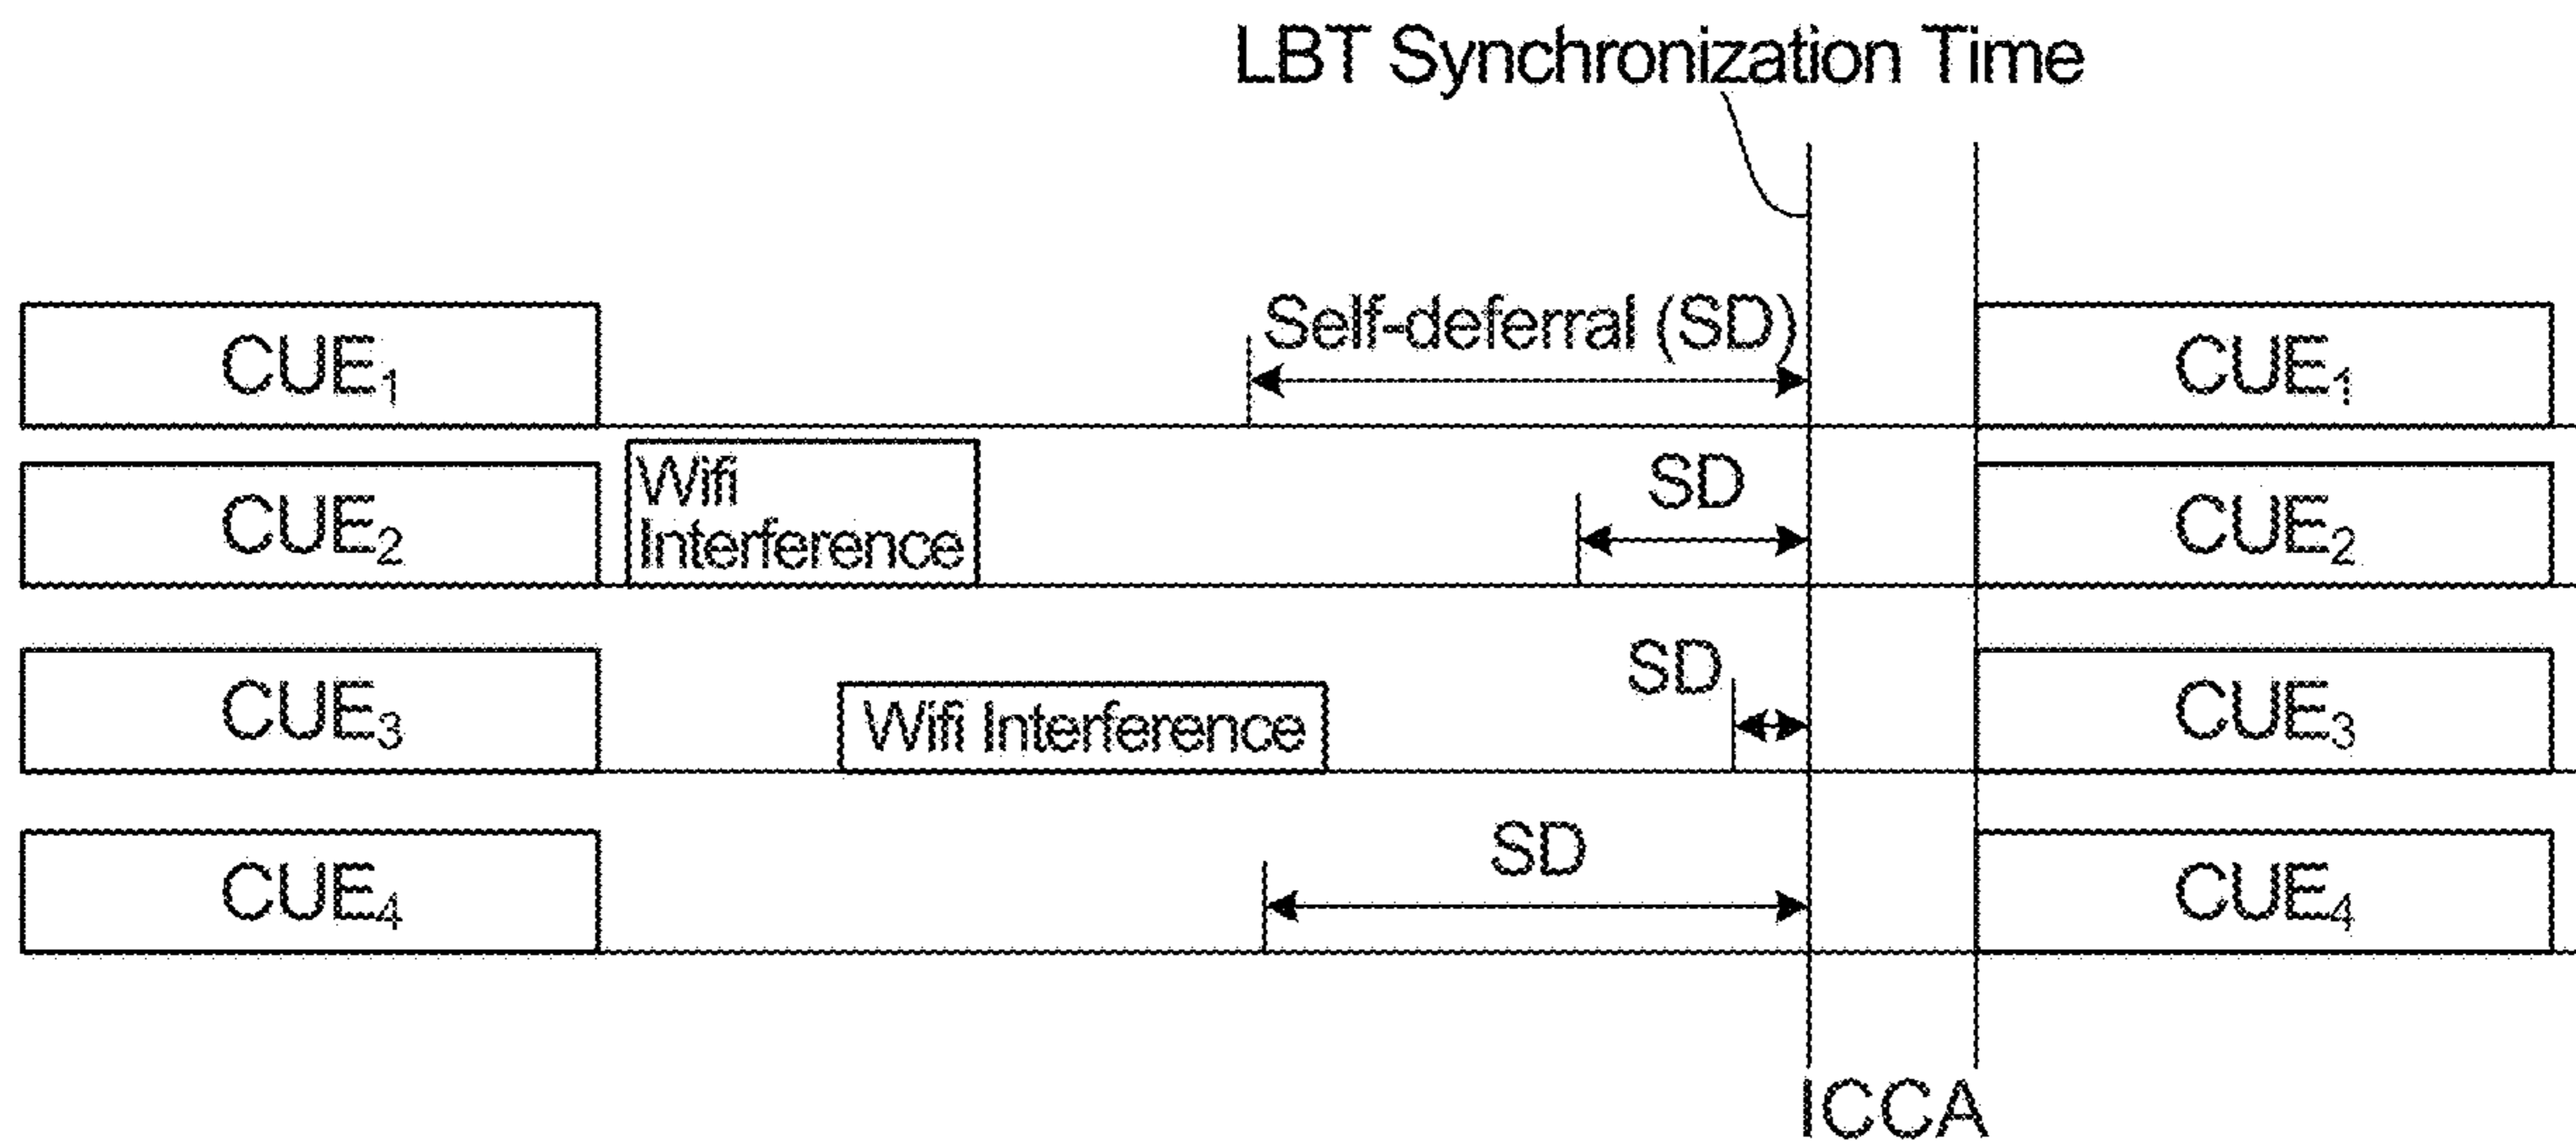 LBT Synchronization Time
CUE₁
Self-deferral (SD)
CUE₁
CUE₂
Wifi
Interference
SD
CUE₂
CUE₃
Wifi Interference
SD
CUE₃
CUE₄
SD
CUE₄
ICCA